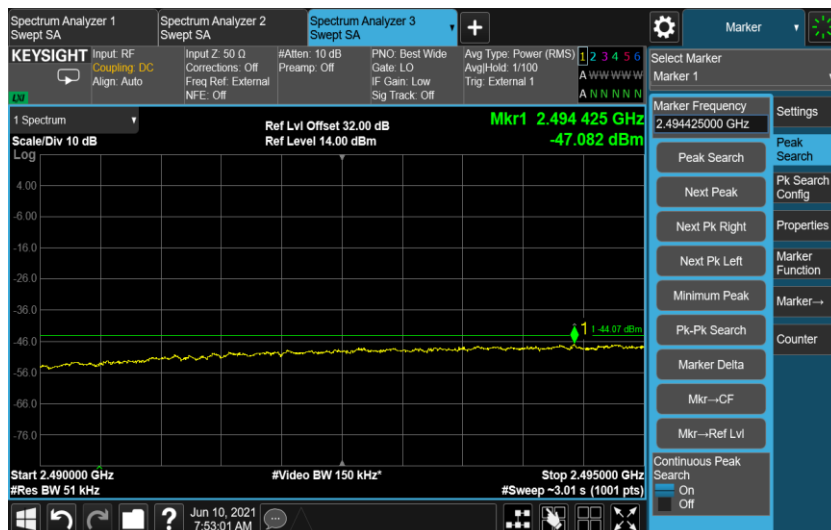 Spectrum Analyzer 1
Swept SA
Spectrum Analyzer 2
Swept SA
Spectrum Analyzer 3
Swept SA
+
Marker
KEYSIGHT
LXI
Input: RF
Coupling: DC
Align: Auto
Input Z: 50 Ω
Corrections: Off
Freq Ref: External
NFE: Off
#Atten: 10 dB
Preamp: Off
PNO: Best Wide
Gate: LO
IF Gain: Low
Sig Track: Off
Avg Type: Power (RMS)
Avg|Hold: 1/100
Trig: External 1
1 2 3 4 5 6
A W W W W W
A N N N N N
Select Marker
Marker 1
1 Spectrum
Scale/Div 10 dB
Log
Ref Lvl Offset 32.00 dB
Ref Level 14.00 dBm
Mkr1 2.494 425 GHz
-47.082 dBm
4.00
-6.00
-16.0
-26.0
-36.0
-46.0
-56.0
-66.0
-76.0
1
1 -44.07 dBm
Start 2.490000 GHz
#Res BW 51 kHz
#Video BW 150 kHz*
Stop 2.495000 GHz
#Sweep ~3.01 s (1001 pts)
Marker Frequency
2.494425000 GHz
Peak Search
Next Peak
Next Pk Right
Next Pk Left
Minimum Peak
Pk-Pk Search
Marker Delta
Mkr→CF
Mkr→Ref Lvl
Continuous Peak
Search
On
Off
Settings
Peak
Search
Pk Search
Config
Properties
Marker
Function
Marker→
Counter
?
Jun 10, 2021
7:53:01 AM